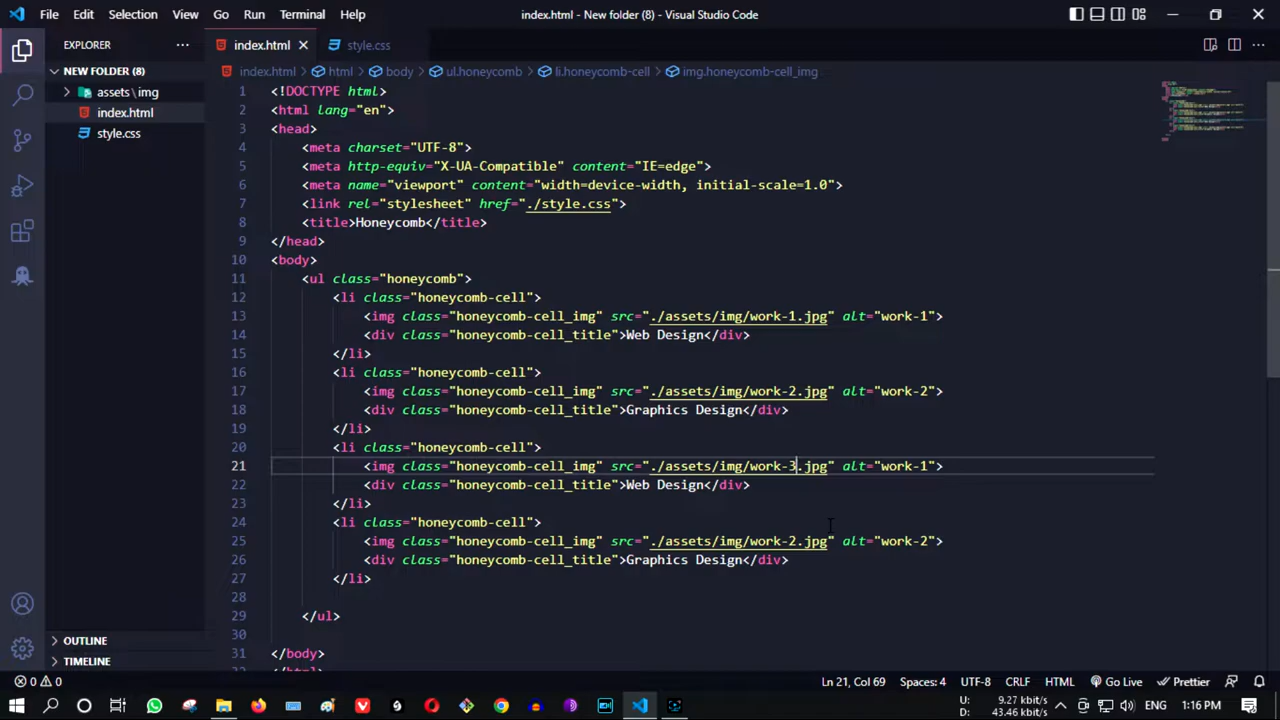 File Edit Selection View Go Run Terminal Help
index.html - New folder (8) - Visual Studio Code
EXPLORER
index.html
style.css
NEW FOLDER (8)
assets\img
index.html
style.css
OUTLINE
TIMELINE
index.html html body ul.honeycomb li.honeycomb-cell img.honeycomb-cell_img
1 <!DOCTYPE html>
2 <html lang="en">
3 <head>
4 <meta charset="UTF-8">
5 <meta http-equiv="X-UA-Compatible" content="IE=edge">
6 <meta name="viewport" content="width=device-width, initial-scale=1.0">
7 <link rel="stylesheet" href="./style.css">
8 <title>Honeycomb</title>
9 </head>
10 <body>
11 <ul class="honeycomb">
12 <li class="honeycomb-cell">
13 <img class="honeycomb-cell_img" src="./assets/img/work-1.jpg" alt="work-1">
14 <div class="honeycomb-cell_title">Web Design</div>
15 </li>
16 <li class="honeycomb-cell">
17 <img class="honeycomb-cell_img" src="./assets/img/work-2.jpg" alt="work-2">
18 <div class="honeycomb-cell_title">Graphics Design</div>
19 </li>
20 <li class="honeycomb-cell">
21 <img class="honeycomb-cell_img" src="./assets/img/work-3.jpg" alt="work-1">
22 <div class="honeycomb-cell_title">Web Design</div>
23 </li>
24 <li class="honeycomb-cell">
25 <img class="honeycomb-cell_img" src="./assets/img/work-2.jpg" alt="work-2">
26 <div class="honeycomb-cell_title">Graphics Design</div>
27 </li>
28
29 </ul>
30
31 </body>
0 0
Ln 21, Col 69 Spaces: 4 UTF-8 CRLF HTML Go Live Prettier
U: 9.27 kbit/s
D: 43.46 kbit/s
ENG 1:16 PM